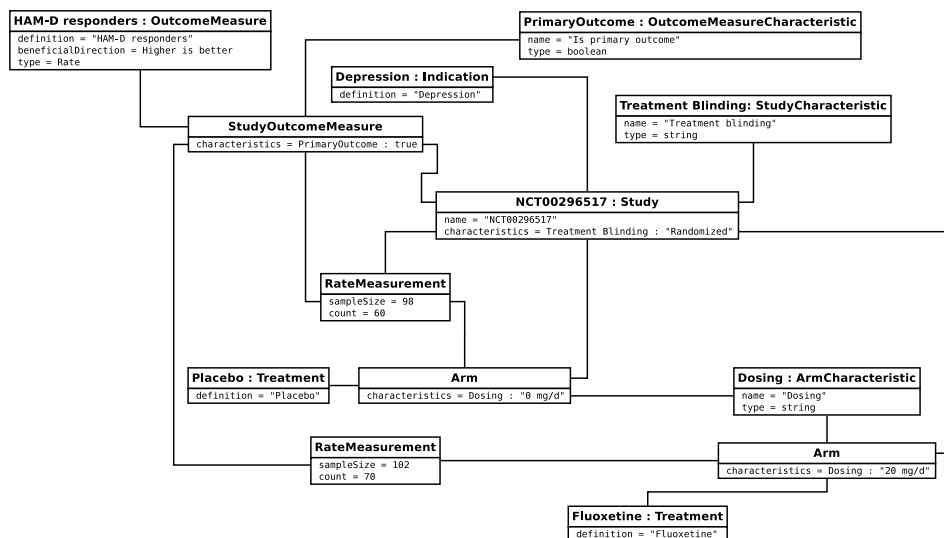 HAM-D responders : OutcomeMeasure
definition = "HAM-D responders"
beneficialDirection = Higher is better
type = Rate
PrimaryOutcome : OutcomeMeasureCharacteristic
name = "Is primary outcome"
type = boolean
Depression : Indication
definition = "Depression"
Treatment Blinding: StudyCharacteristic
name = "Treatment blinding"
type = string
StudyOutcomeMeasure
characteristics = PrimaryOutcome : true
NCT00296517 : Study
name = "NCT00296517"
characteristics = Treatment Blinding : "Randomized"
RateMeasurement
sampleSize = 98
count = 60
Placebo : Treatment
definition = "Placebo"
Arm
characteristics = Dosing : "0 mg/d"
Dosing : ArmCharacteristic
name = "Dosing"
type = string
RateMeasurement
sampleSize = 102
count = 70
Arm
characteristics = Dosing : "20 mg/d"
Fluoxetine : Treatment
definition = "Fluoxetine"